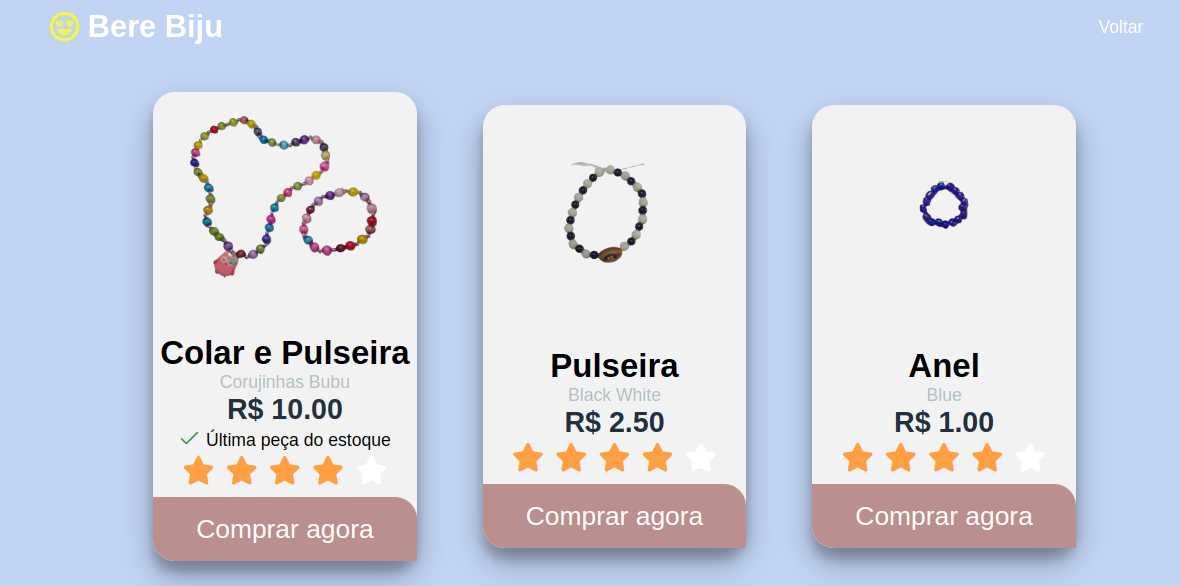 Bere Biju
Voltar
Colar e Pulseira
Corujinhas Bubu
R$ 10.00
Última peça do estoque
Comprar agora
Pulseira
Black White
R$ 2.50
Comprar agora
Anel
Blue
R$ 1.00
Comprar agora